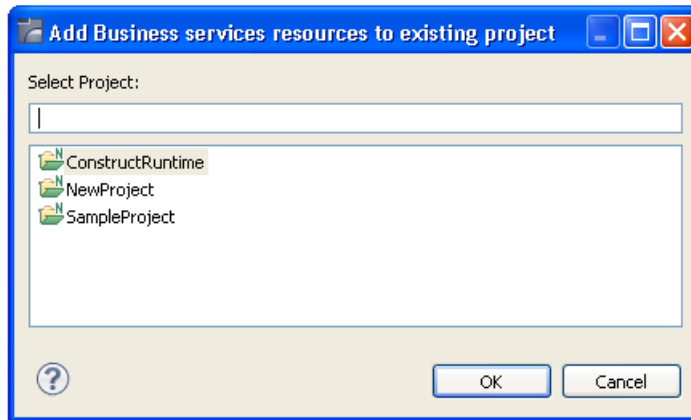 Add Business services resources to existing project
Select Project:
ConstructRuntime
NewProject
SampleProject
?
OK
Cancel